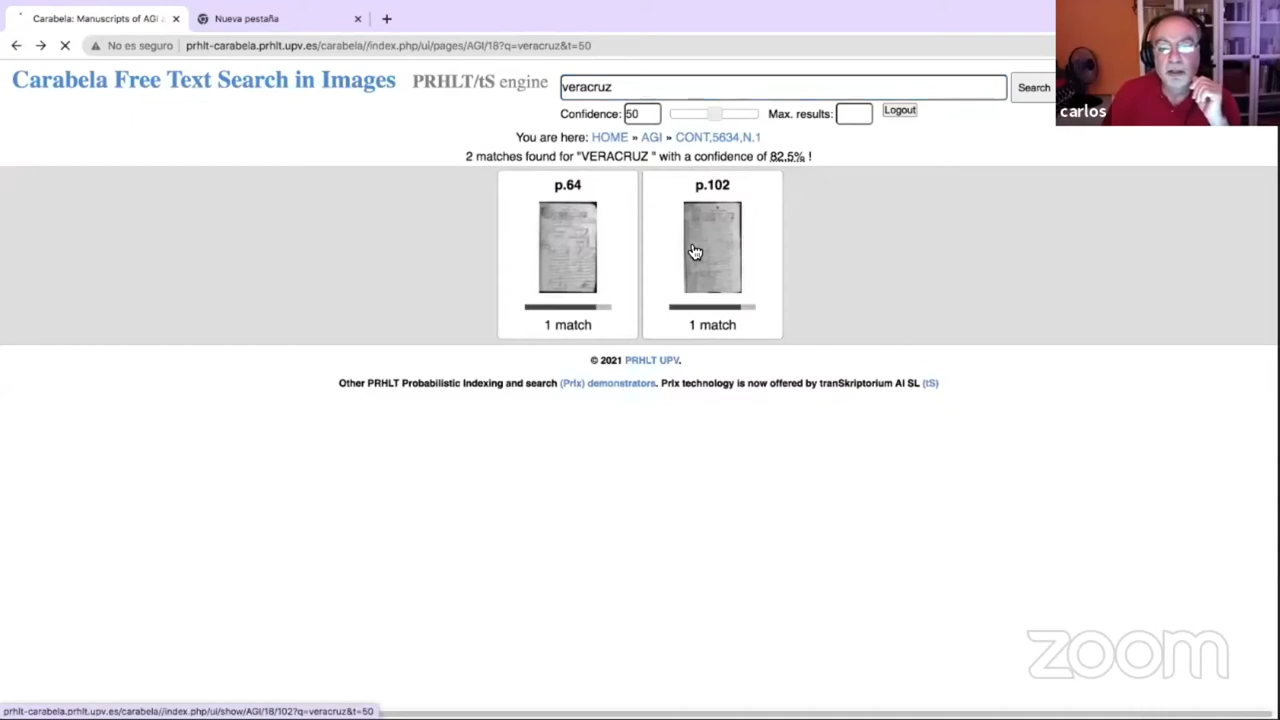 Carabela: Manuscripts of AGI
Nueva pestaña
No es seguro
prhlt-carabela.prhlt.upv.es/carabela//index.php/ui/pages/AGI/18?q=veracruz&t=50
Carabela Free Text Search in Images
PRHLT/tS engine
veracruz
Search
Confidence: 50
Max. results:
Logout
carlos
You are here: HOME » AGI » CONT,5634,N.1
2 matches found for "VERACRUZ " with a confidence of 82.5% !
p.64
p.102
1 match
1 match
© 2021 PRHLT UPV.
Other PRHLT Probabilistic Indexing and search (PrIx) demonstrators. PrIx technology is now offered by tranSkriptorium AI SL (tS)
zoom
prhlt-carabela.prhlt.upv.es/carabela//index.php/ui/show/AGI/18/102?q=veracruz&t=50